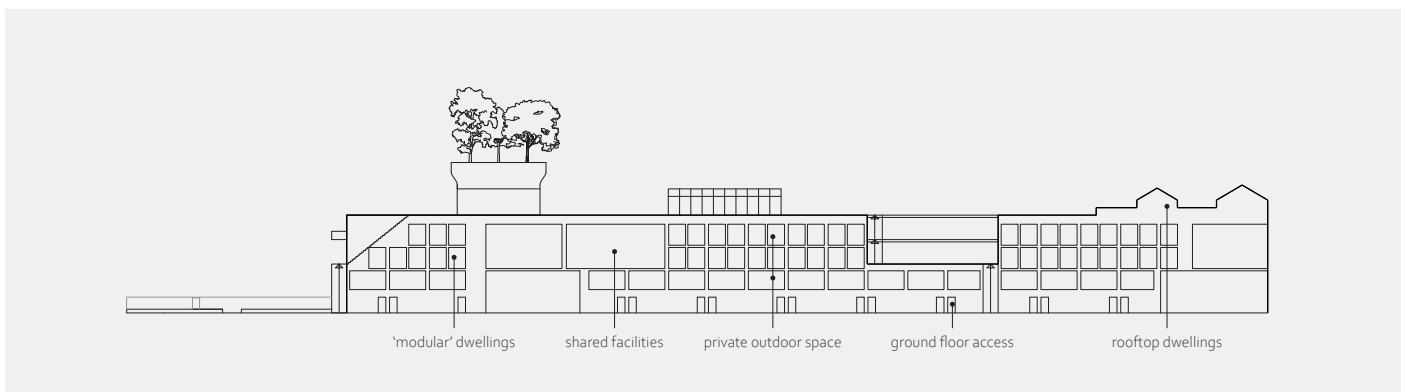 ‘modular’ dwellings shared facilities private outdoor space ground floor access rooftop dwellings